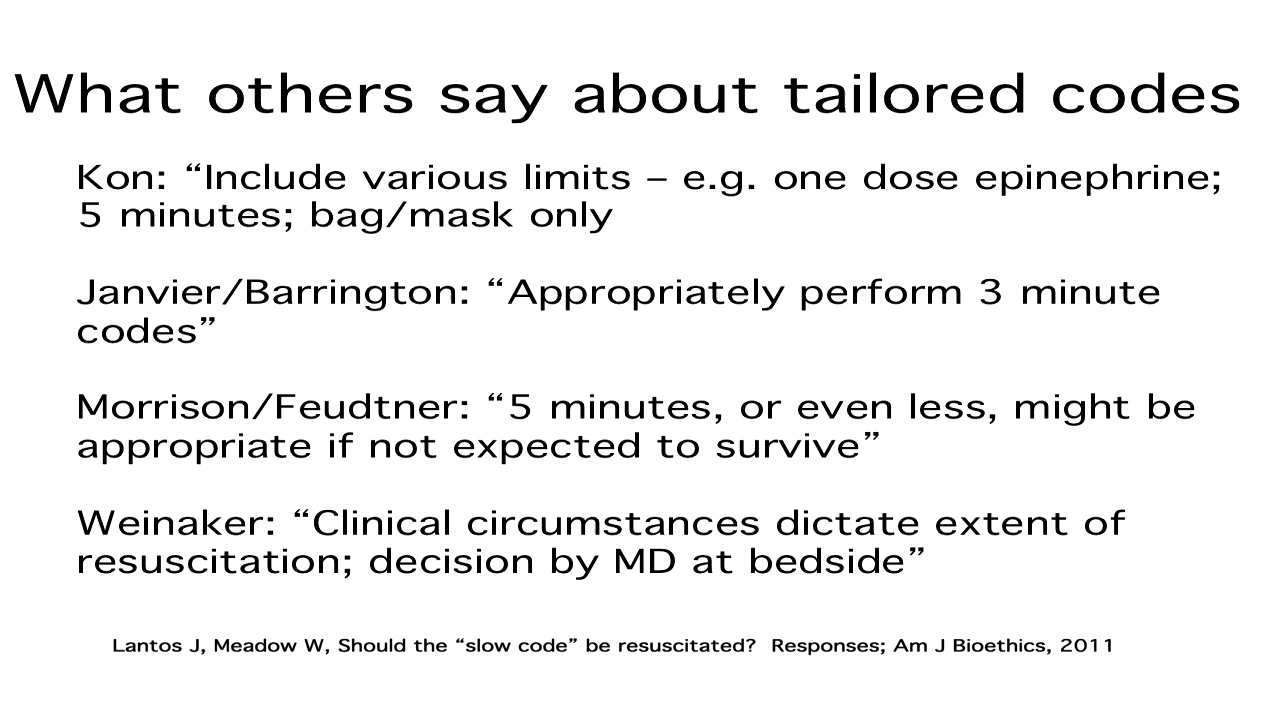 What others say about tailored codes
Kon: “Include various limits – e.g. one dose epinephrine;
5 minutes; bag/mask only
Janvier/Barrington: “Appropriately perform 3 minute
codes”
Morrison/Feudtner: “5 minutes, or even less, might be
appropriate if not expected to survive”
Weinaker: “Clinical circumstances dictate extent of
resuscitation; decision by MD at bedside”
Lantos J, Meadow W, Should the “slow code” be resuscitated?  Responses; Am J Bioethics, 2011